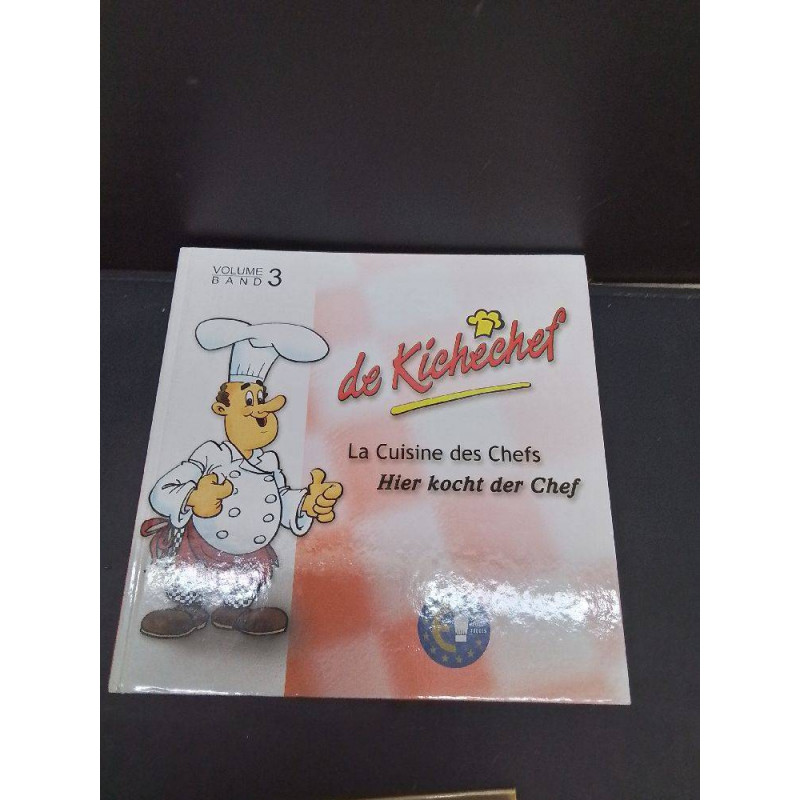 VOLUME
BAND 3
de Kichechef
La Cuisine des Chefs
Hier kocht der Chef